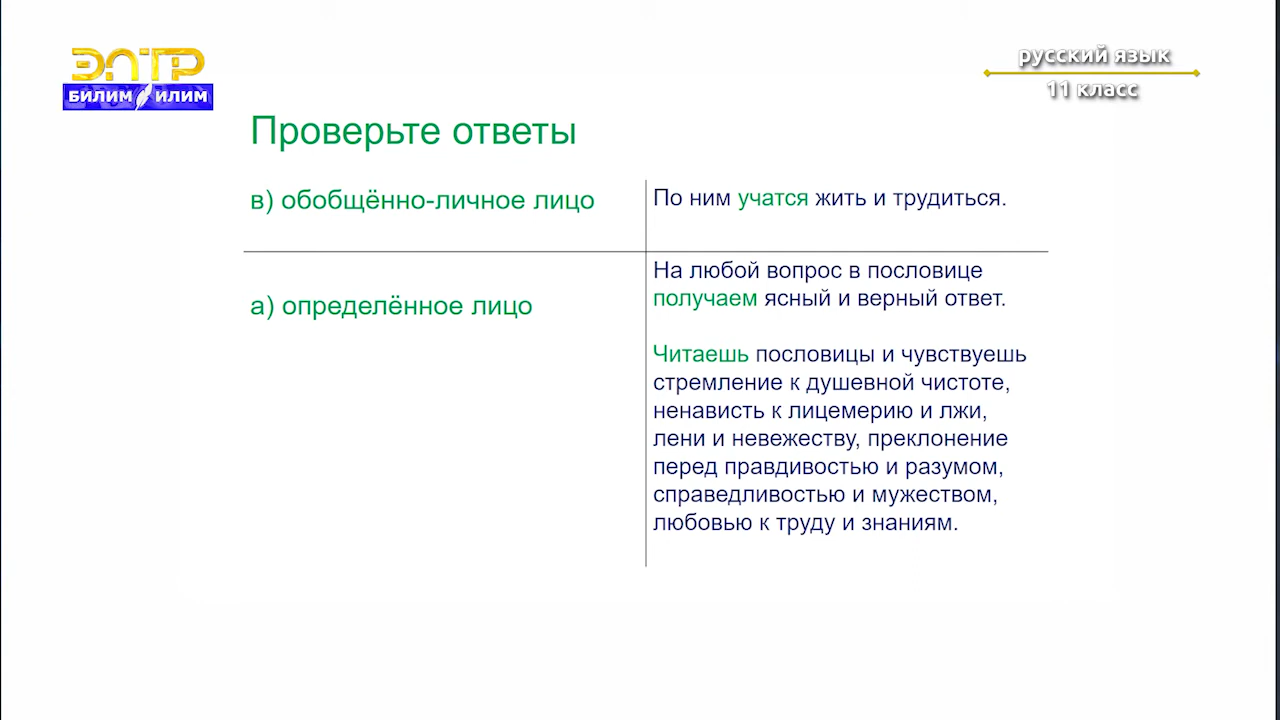 ЭЛТР
БИЛИМ ИЛИМ
русский язык
11 класс
Проверьте ответы
в) обобщённо-личное лицо
По ним учатся жить и трудиться.
а) определённое лицо
На любой вопрос в пословице
получаем ясный и верный ответ.
Читаешь пословицы и чувствуешь
стремление к душевной чистоте,
ненависть к лицемерию и лжи,
лени и невежеству, преклонение
перед правдивостью и разумом,
справедливостью и мужеством,
любовью к труду и знаниям.